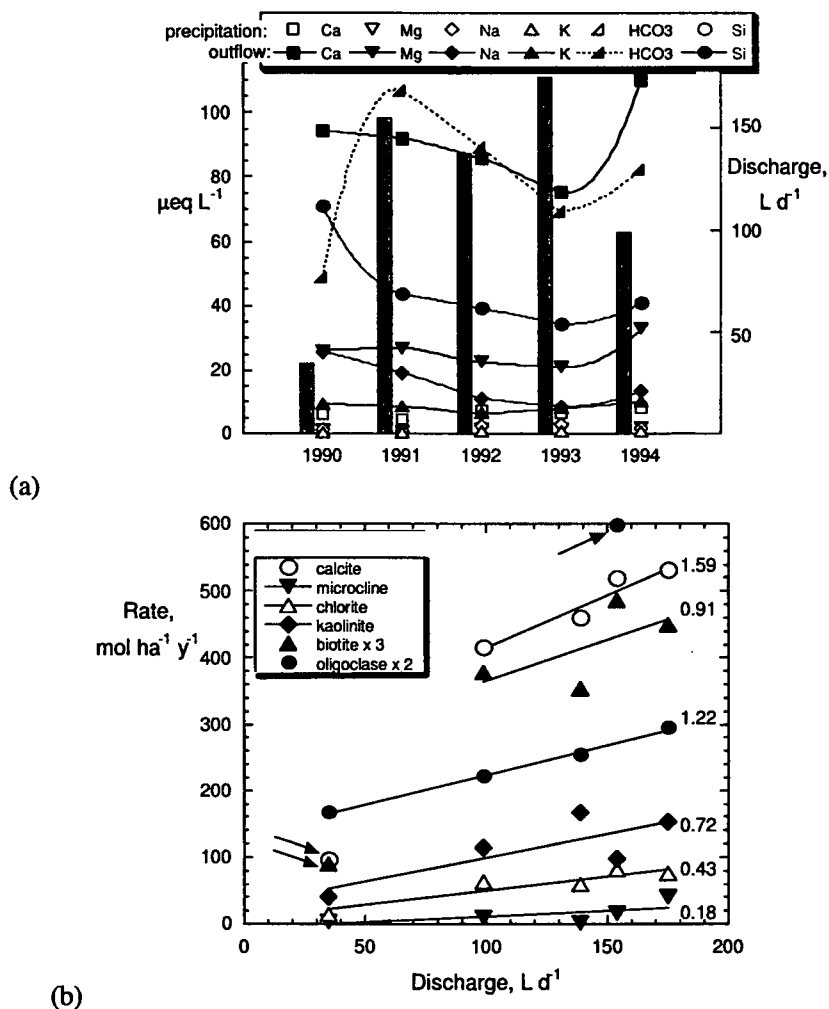 precipitation: Ca Mg Na K HCO3 Si
outflow: Ca Mg Na K HCO3 Si
100
80
60
40
20
0
µeq L⁻¹
150
100
50
Discharge,
L d⁻¹
1990 1991 1992 1993 1994
(a)
600
500
400
300
200
100
0
Rate,
mol ha⁻¹ y⁻¹
calcite
microcline
chlorite
kaolinite
biotite x 3
oligoclase x 2
1.59
0.91
1.22
0.72
0.43
0.18
0 50 100 150 200
Discharge, L d⁻¹
(b)